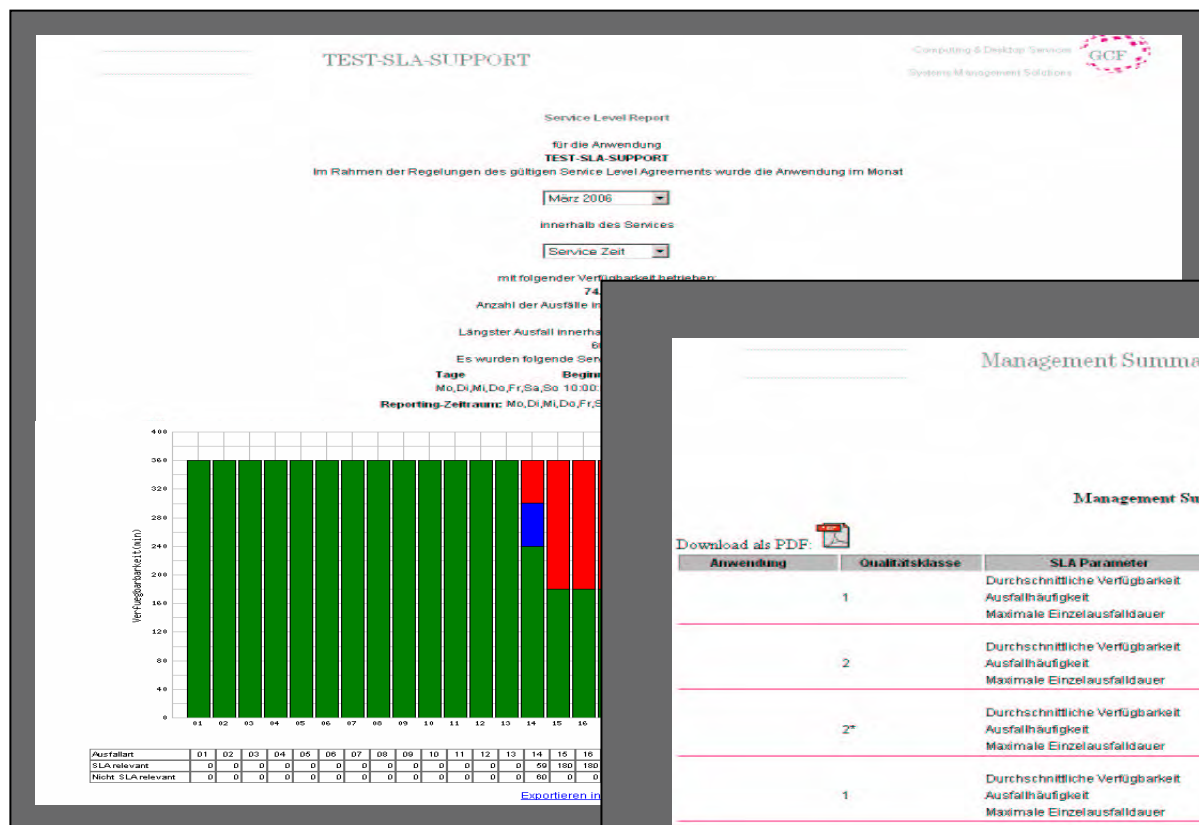 TEST-SLA-SUPPORT
Computing & Desktop Services
Systems Management Solutions
GCF
Service Level Report
für die Anwendung
TEST-SLA-SUPPORT
Im Rahmen der Regelungen des gültigen Service Level Agreements wurde die Anwendung im Monat
März 2006
innerhalb des Services
Service Zeit
mit folgender Verfügbarkeit betrieben:
74.
Anzahl der Ausfälle in
Längster Ausfall innerha
6
Es wurden folgende Ser
Tage Beginn
Mo,Di,Mi,Do,Fr,Sa,So 10:00:
Reporting-Zeitraum: Mo,Di,Mi,Do,Fr,S
Verfuegbarkeit(min)
400
360
320
280
240
200
160
120
80
40
0
01 02 03 04 05 06 07 08 09 10 11 12 13 14 15 16
Ausfallart 01 02 03 04 05 06 07 08 09 10 11 12 13 14 15 16
SLA relevant 0 0 0 0 0 0 0 0 0 0 0 0 0 59 180 180
Nicht SLA relevant 0 0 0 0 0 0 0 0 0 0 0 0 0 60 0 0
Exportieren in
Management Summa
Management Su
Download als PDF:
Anwendung Qualitätsklasse SLA Parameter
Durchschnittliche Verfügbarkeit
1 Ausfallhäufigkeit
Maximale Einzelausfalldauer
Durchschnittliche Verfügbarkeit
2 Ausfallhäufigkeit
Maximale Einzelausfalldauer
Durchschnittliche Verfügbarkeit
2* Ausfallhäufigkeit
Maximale Einzelausfalldauer
Durchschnittliche Verfügbarkeit
1 Ausfallhäufigkeit
Maximale Einzelausfalldauer